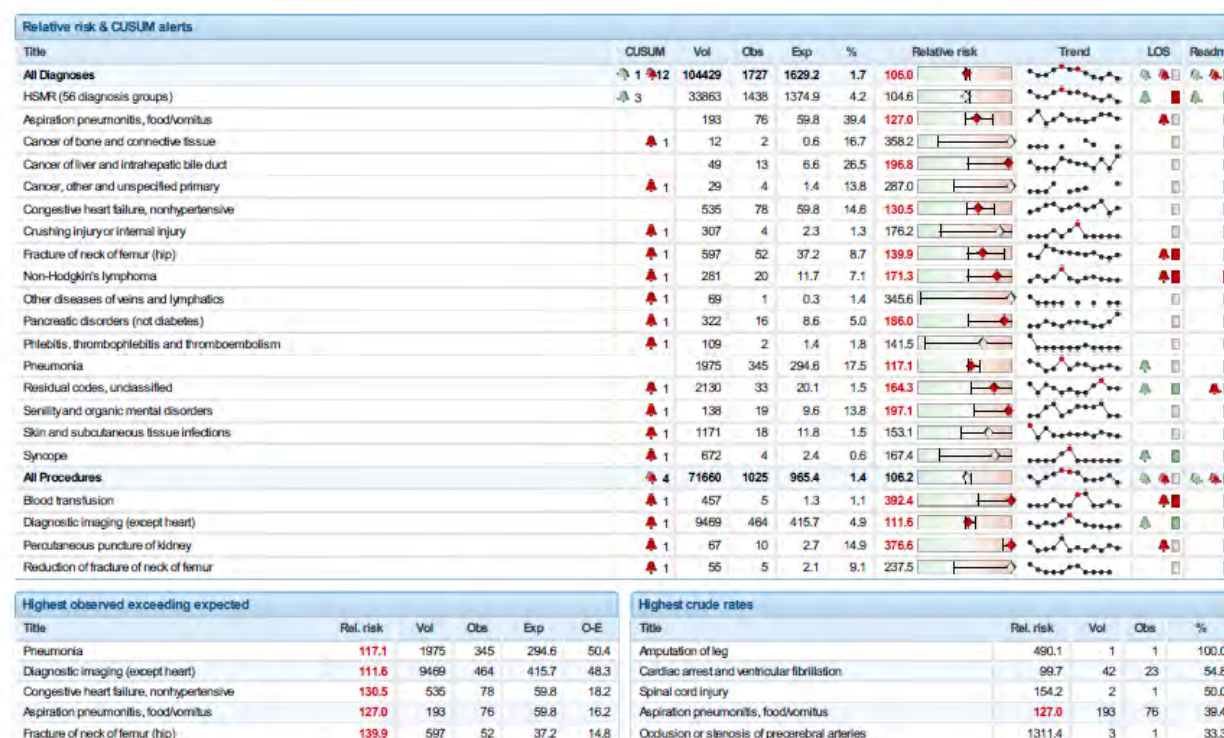 Relative risk & CUSUM alerts
Title CUSUM Vol Obs Exp % Relative risk Trend LOS Readm
All Diagnoses 1 12 104429 1727 1629.2 1.7 106.0
HSMR (56 diagnosis groups) 3 33863 1438 1374.9 4.2 104.6
Aspiration pneumonitis, food/vomitus 193 76 59.8 39.4 127.0
Cancer of bone and connective tissue 1 12 2 0.6 16.7 358.2
Cancer of liver and intrahepatic bile duct 49 13 6.6 26.5 196.8
Cancer, other and unspecified primary 1 29 4 1.4 13.8 287.0
Congestive heart failure, nonhypertensive 535 78 59.8 14.6 130.5
Crushing injury or internal injury 1 307 4 2.3 1.3 176.2
Fracture of neck of femur (hip) 1 597 52 37.2 8.7 139.9
Non-Hodgkin's lymphoma 1 281 20 11.7 7.1 171.3
Other diseases of veins and lymphatics 1 69 1 0.3 1.4 345.6
Pancreatic disorders (not diabetes) 1 322 16 8.6 5.0 186.0
Phlebitis, thrombophlebitis and thromboembolism 1 109 2 1.4 1.8 141.5
Pneumonia 1975 345 294.6 17.5 117.1
Residual codes, unclassified 1 2130 33 20.1 1.5 164.3
Senility and organic mental disorders 1 138 19 9.6 13.8 197.1
Skin and subcutaneous tissue infections 1 1171 18 11.8 1.5 153.1
Syncope 1 672 4 2.4 0.6 167.4
All Procedures 4 71660 1025 965.4 1.4 106.2
Blood transfusion 1 457 5 1.3 1.1 392.4
Diagnostic imaging (except heart) 1 9469 464 415.7 4.9 111.6
Percutaneous puncture of kidney 1 67 10 2.7 14.9 376.6
Reduction of fracture of neck of femur 1 55 5 2.1 9.1 237.5
Highest observed exceeding expected
Title Rel. risk Vol Obs Exp O-E
Pneumonia 117.1 1975 345 294.6 50.4
Diagnostic imaging (except heart) 111.6 9469 464 415.7 48.3
Congestive heart failure, nonhypertensive 130.5 535 78 59.8 18.2
Aspiration pneumonitis, food/vomitus 127.0 193 76 59.8 16.2
Fracture of neck of femur (hip) 139.9 597 52 37.2 14.8
Highest crude rates
Title Rel. risk Vol Obs %
Amputation of leg 490.1 1 1 100.0
Cardiac arrest and ventricular fibrillation 99.7 42 23 54.8
Spinal cord injury 154.2 2 1 50.0
Aspiration pneumonitis, food/vomitus 127.0 193 76 39.4
Occlusion or stenosis of precerebral arteries 1311.4 3 1 33.3